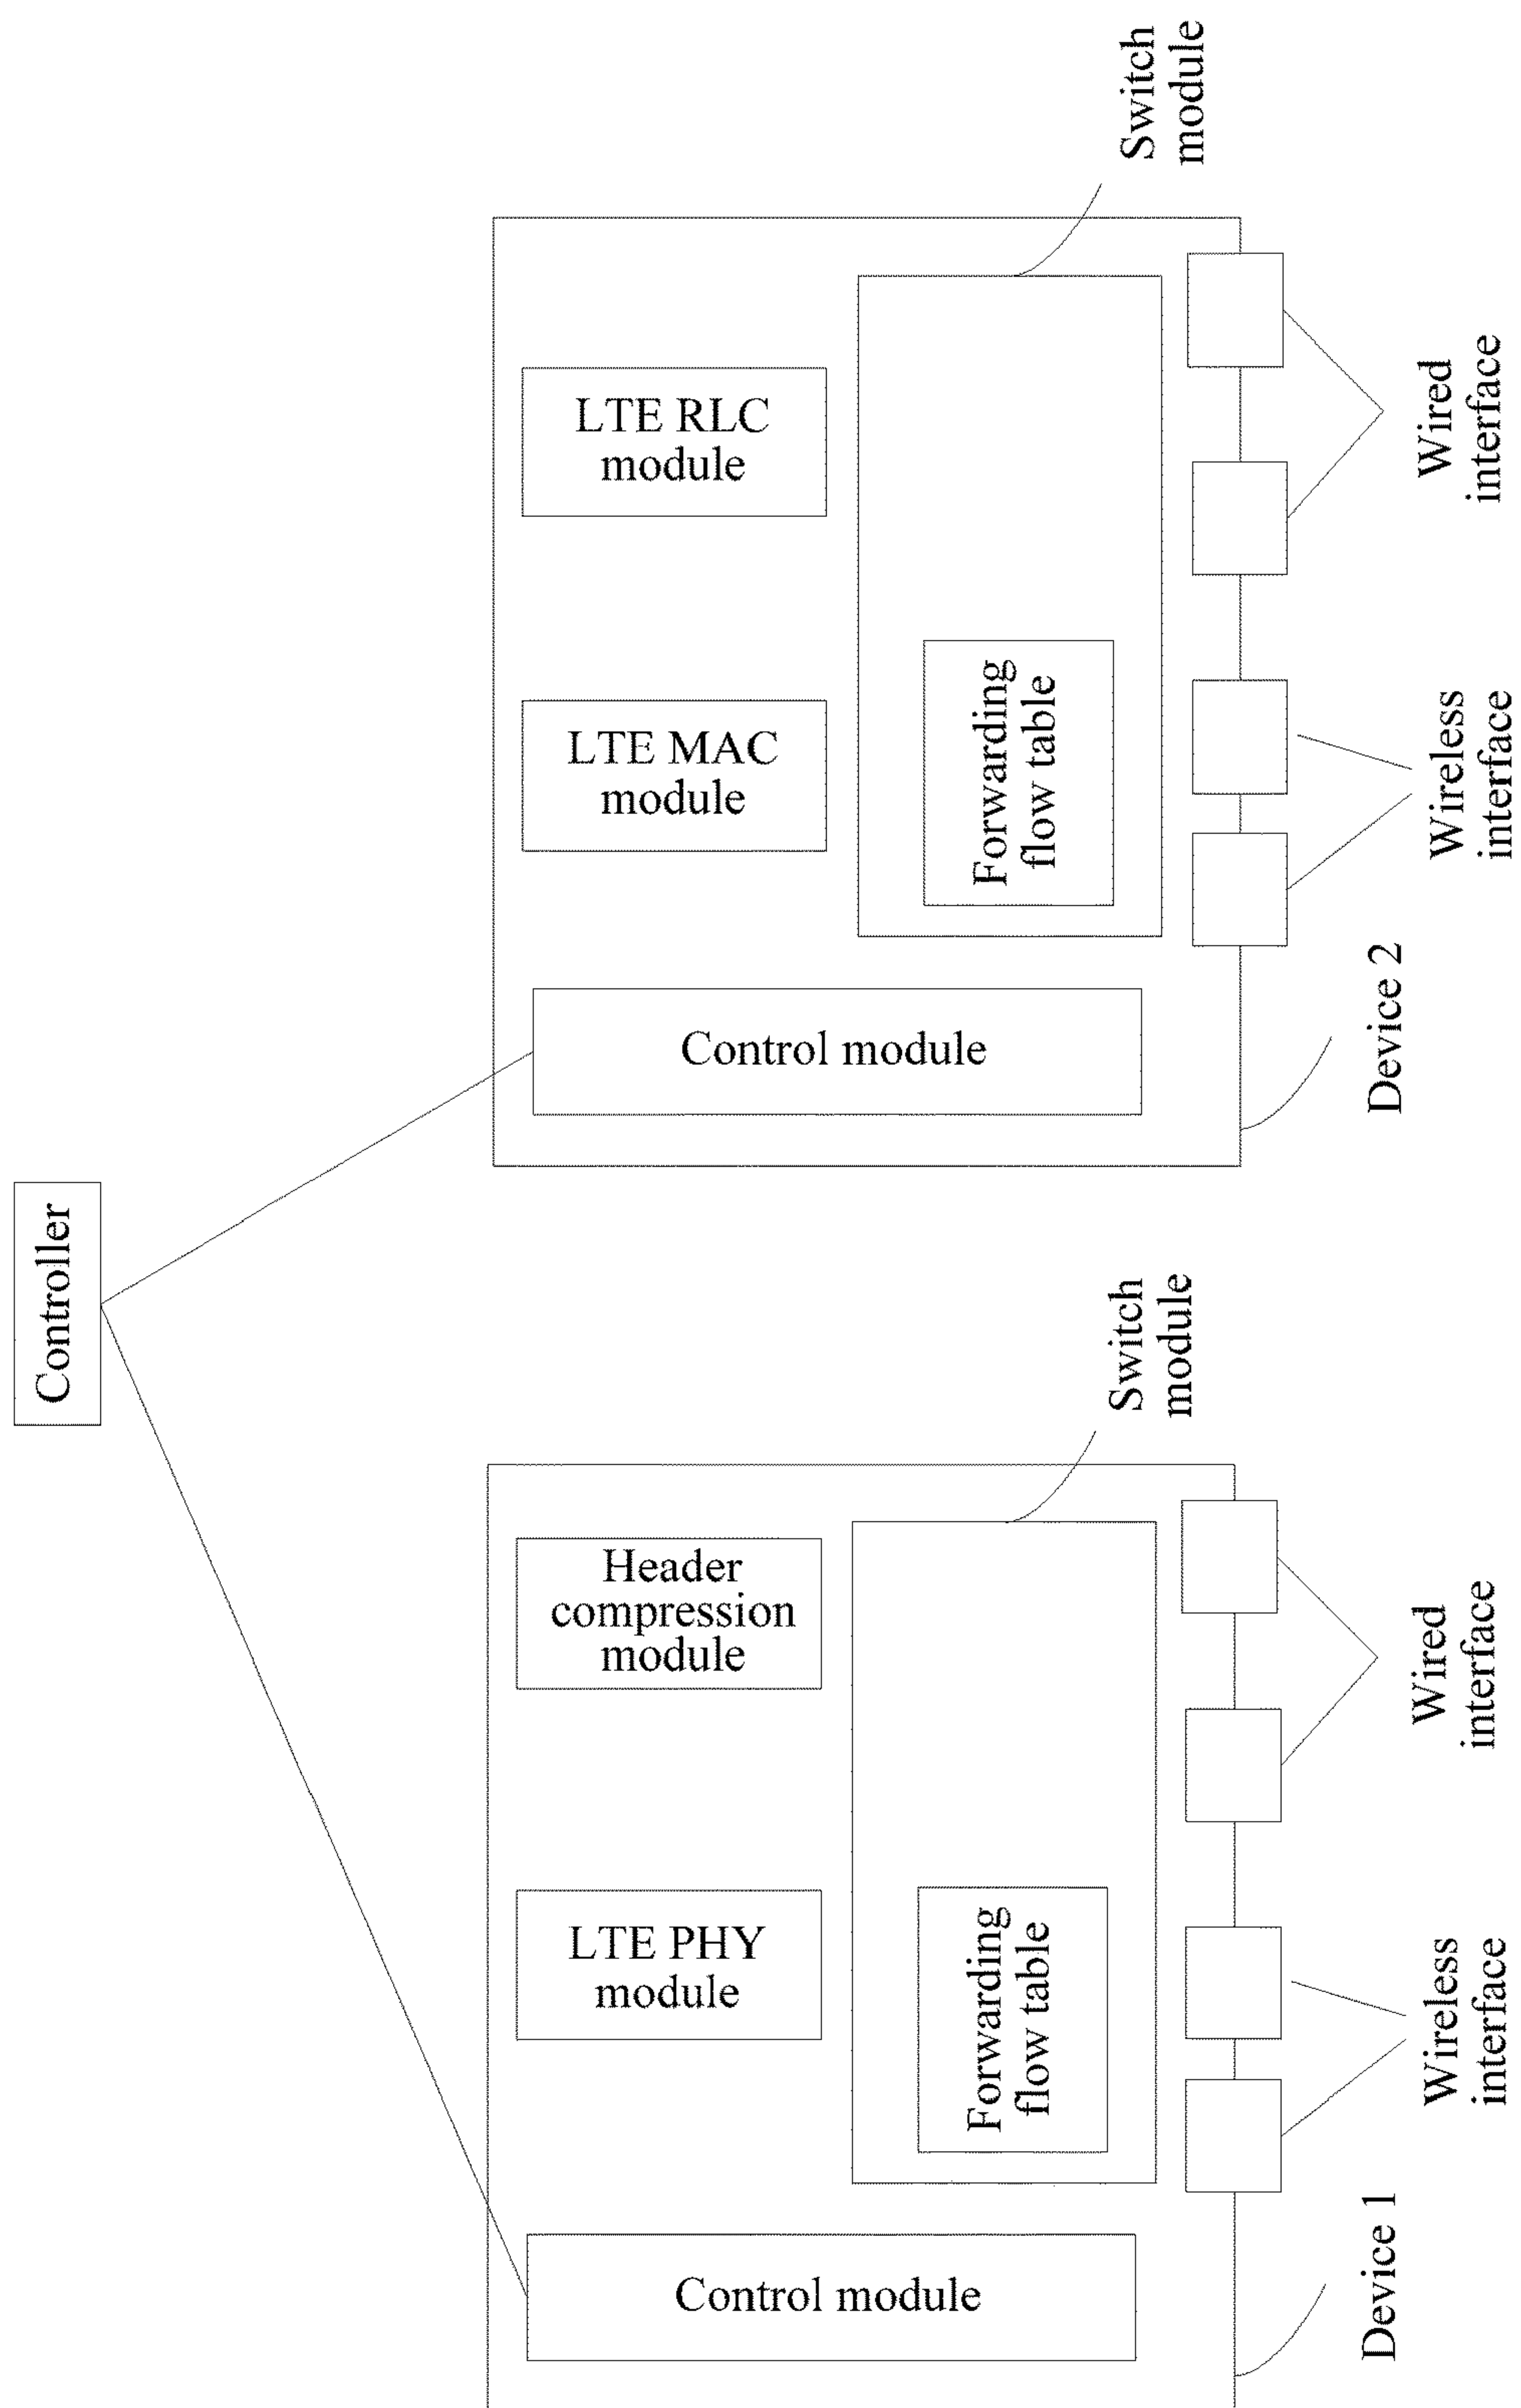 Controller
Control module
LTE PHY
module
Header
compression
module
Forwarding
flow table
Switch
module
Device 1
Wireless
interface
Wired
interface
Control module
LTE MAC
module
LTE RLC
module
Forwarding
flow table
Switch
module
Device 2
Wireless
interface
Wired
interface